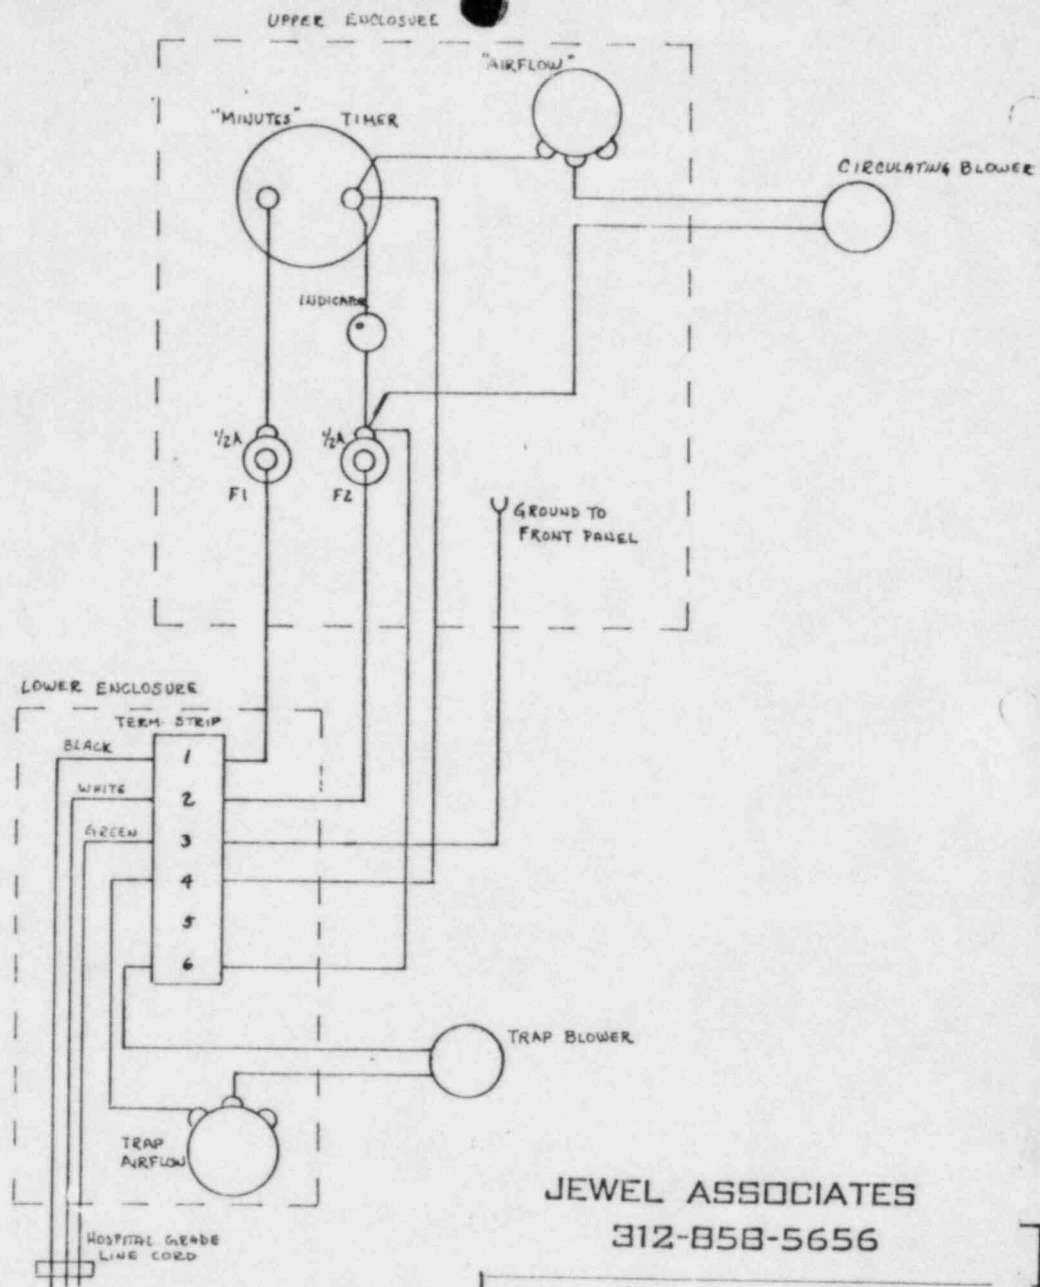 UPPER ENCLOSURE
"AIRFLOW"
"MINUTES" TIMER
CIRCULATING BLOWER
INDICATOR
1/2A
1/2A
F1
F2
GROUND TO
FRONT PANEL
LOWER ENCLOSURE
TERM. STRIP
BLACK
1
WHITE
2
GREEN
3
4
5
6
TRAP BLOWER
TRAP
AIRFLOW
HOSPITAL GRADE
LINE CORD
JEWEL ASSOCIATES
312-858-5656